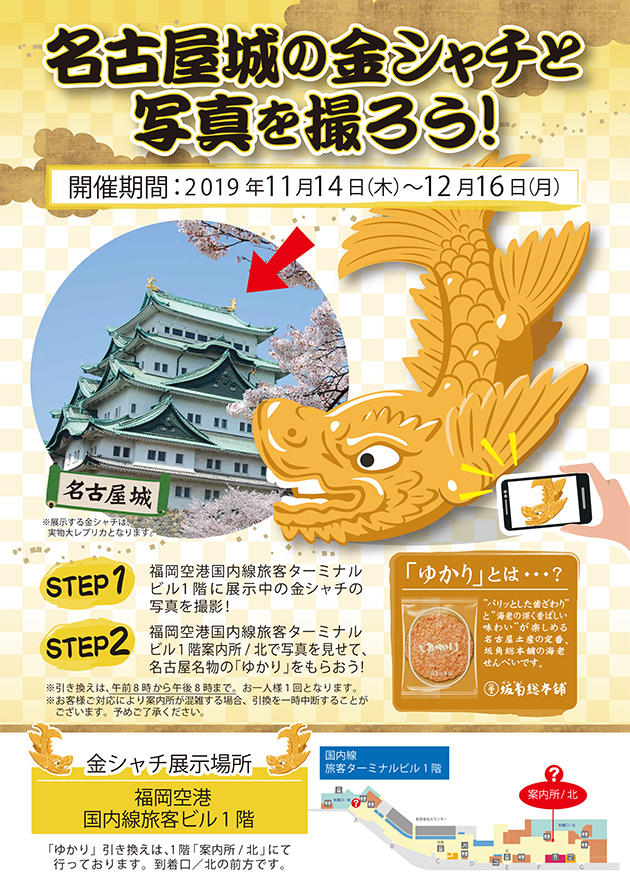 名古屋城の金シャチと
写真を撮ろう!
開催期間:2019年11月14日(木)〜12月16日(月)
名古屋城
※展示する金シャチは、
実物大レプリカとなります。
STEP1
福岡空港国内線旅客ターミナル
ビル1階に展示中の金シャチの
写真を撮影!
STEP2
福岡空港国内線旅客ターミナル
ビル1階案内所/北で写真を見せて、
名古屋名物の「ゆかり」をもらおう!
※引き換えは、午前8時から午後8時まで。お一人様1回となります。
※お客様ご対応により案内所が混雑する場合、引換を一時中断することが
ございます。予めご了承ください。
「ゆかり」とは・・・?
"パリッとした歯ざわり"
と"海老の深く香ばしい
味わい"が楽しめる
名古屋土産の定番、
坂角総本舖の海老
せんべいです。
ゆかり
坂角総本舖
金シャチ展示場所
福岡空港
国内線旅客ビル1階
「ゆかり」引き換えは、1階「案内所/北」にて
行っております。到着口/北の前方です。
国内線
旅客ターミナルビル1階
?
案内所/北
?
A
B
C
D
E
F
G